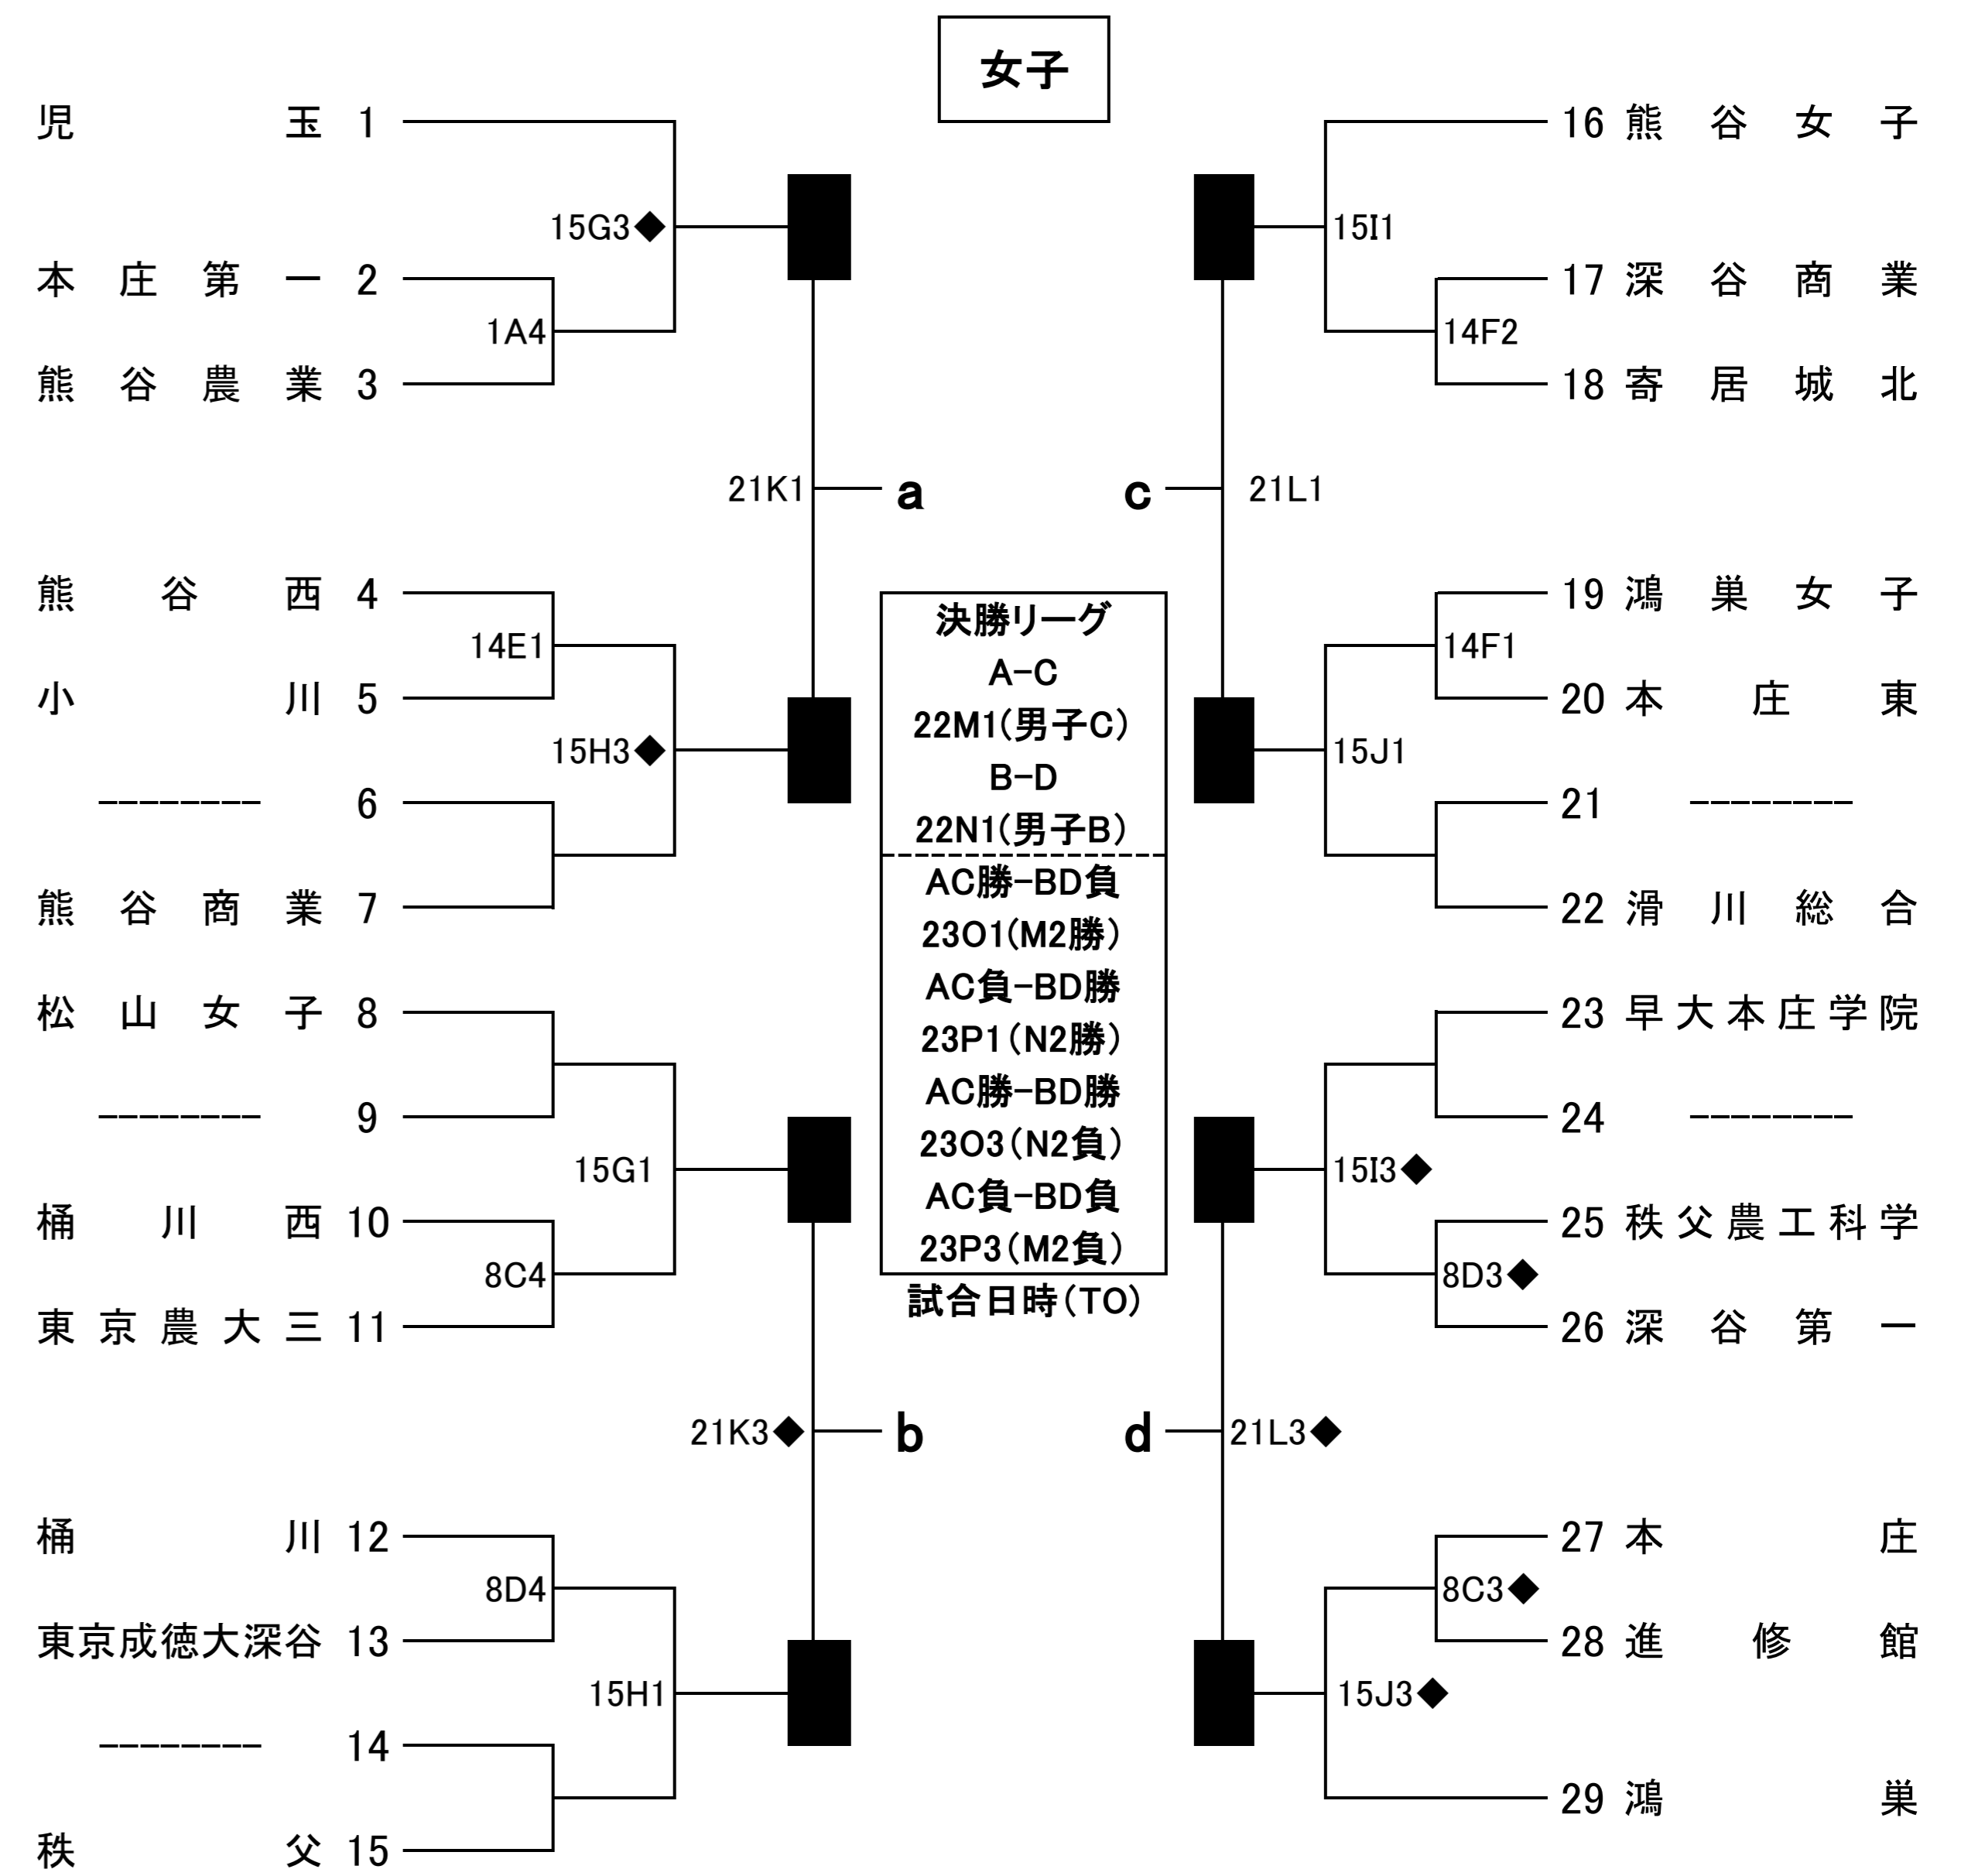 女子
児玉 1
15G3◆
本庄第一 2
1A4
熊谷農業 3
21K1
a
熊谷西 4
14E1
小川 5
15H3◆
-------- 6
熊谷商業 7
松山女子 8
-------- 9
15G1
桶川西 10
8C4
東京農大三 11
21K3◆
b
桶川 12
8D4
東京成徳大深谷 13
15H1
-------- 14
秩父 15
決勝リーグ
A-C
22M1(男子C)
B-D
22N1(男子B)
AC勝-BD負
23O1(M2勝)
AC負-BD勝
23P1(N2勝)
AC勝-BD勝
23O3(N2負)
AC負-BD負
23P3(M2負)
試合日時(TO)
16 熊谷女子
15I1
17 深谷商業
14F2
18 寄居城北
c
21L1
19 鴻巣女子
14F1
20 本庄東
15J1
21 --------
22 滑川総合
23 早大本庄学院
24 --------
15I3◆
25 秩父農工科学
8D3◆
26 深谷第一
d
21L3◆
27 本庄
8C3◆
28 進修館
15J3◆
29 鴻巣